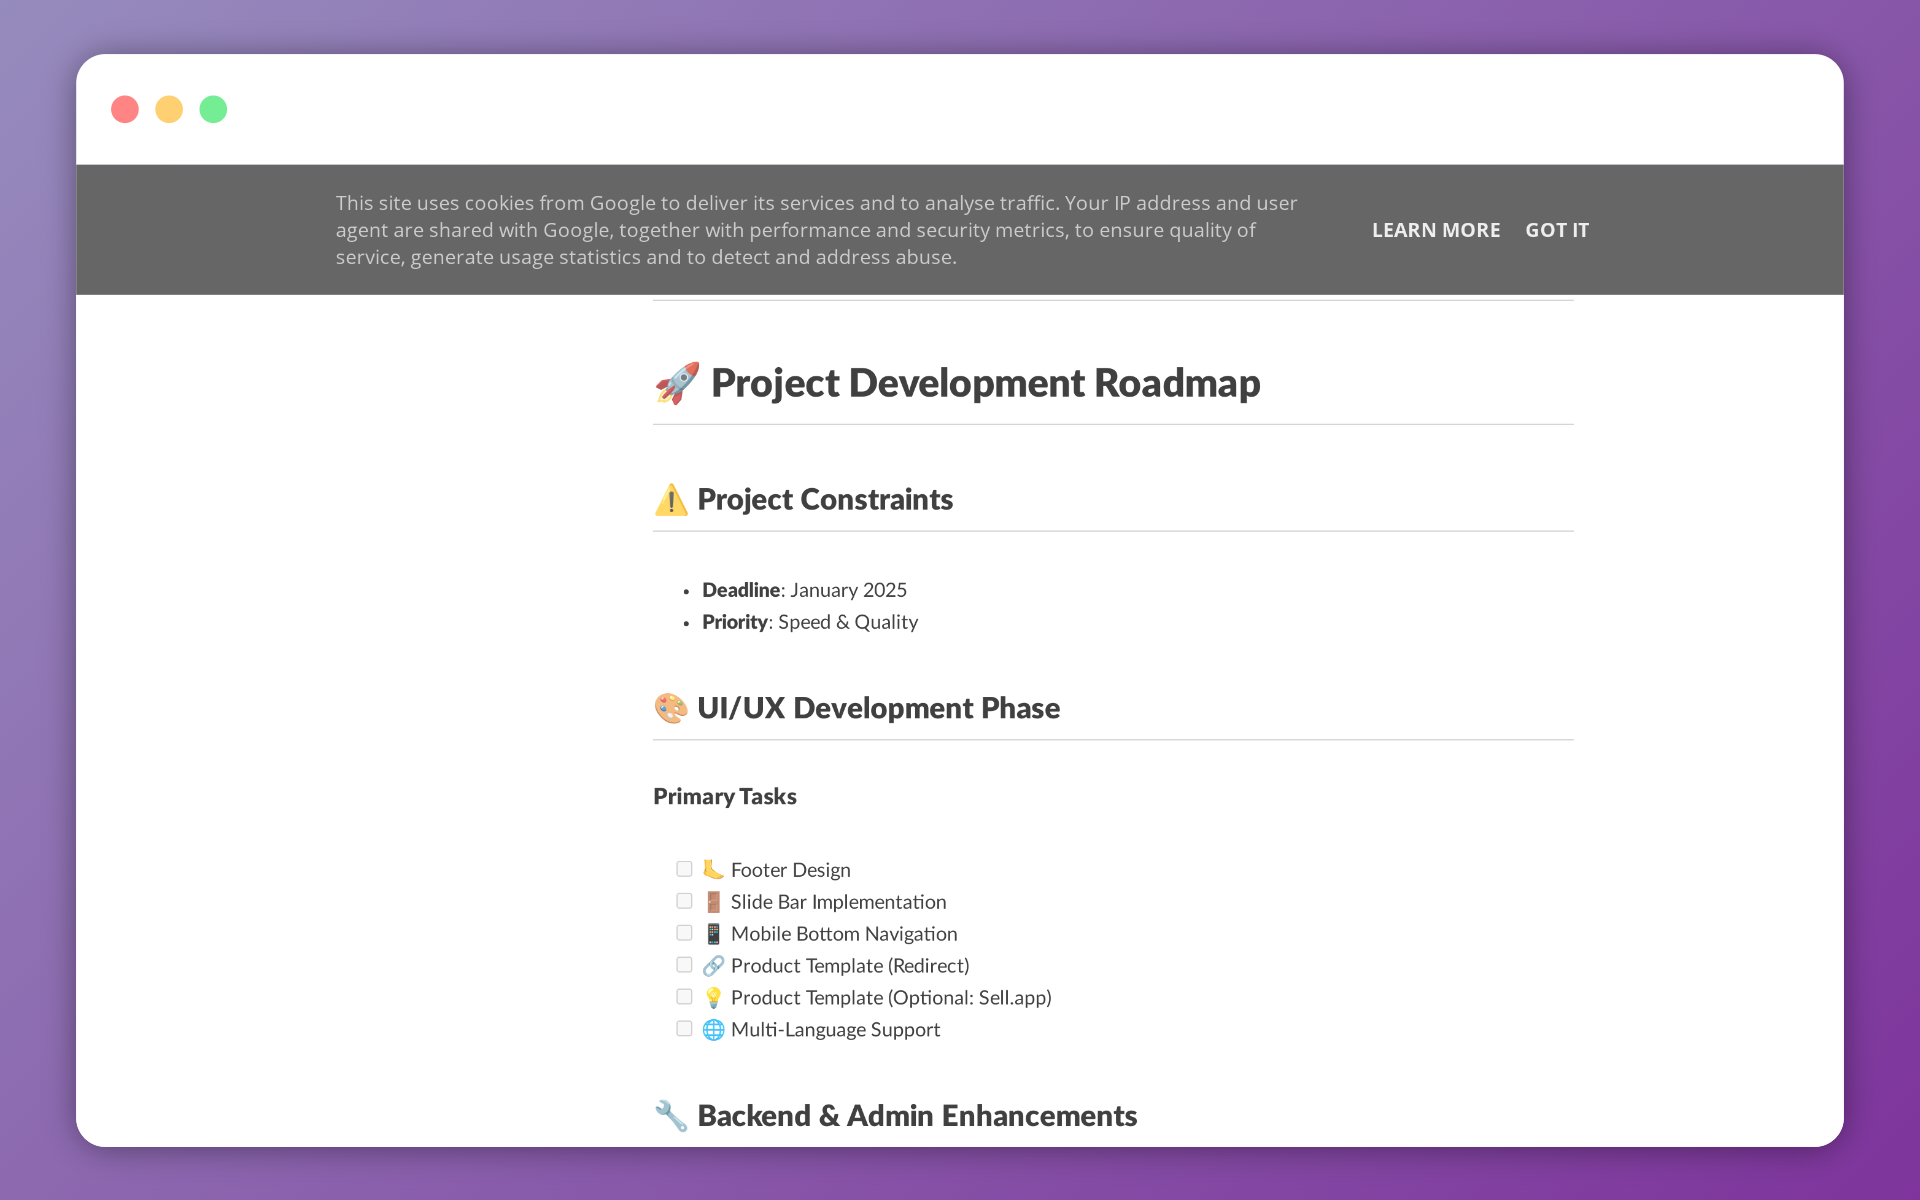 This site uses cookies from Google to deliver its services and to analyse traffic. Your IP address and user
agent are shared with Google, together with performance and security metrics, to ensure quality of
service, generate usage statistics and to detect and address abuse.
LEARN MORE GOT IT
🚀 Project Development Roadmap
⚠️ Project Constraints
• Deadline: January 2025
• Priority: Speed & Quality
🎨 UI/UX Development Phase
Primary Tasks
🦶 Footer Design
🚪 Slide Bar Implementation
📱 Mobile Bottom Navigation
🔗 Product Template (Redirect)
💡 Product Template (Optional: Sell.app)
🌐 Multi-Language Support
🔧 Backend & Admin Enhancements